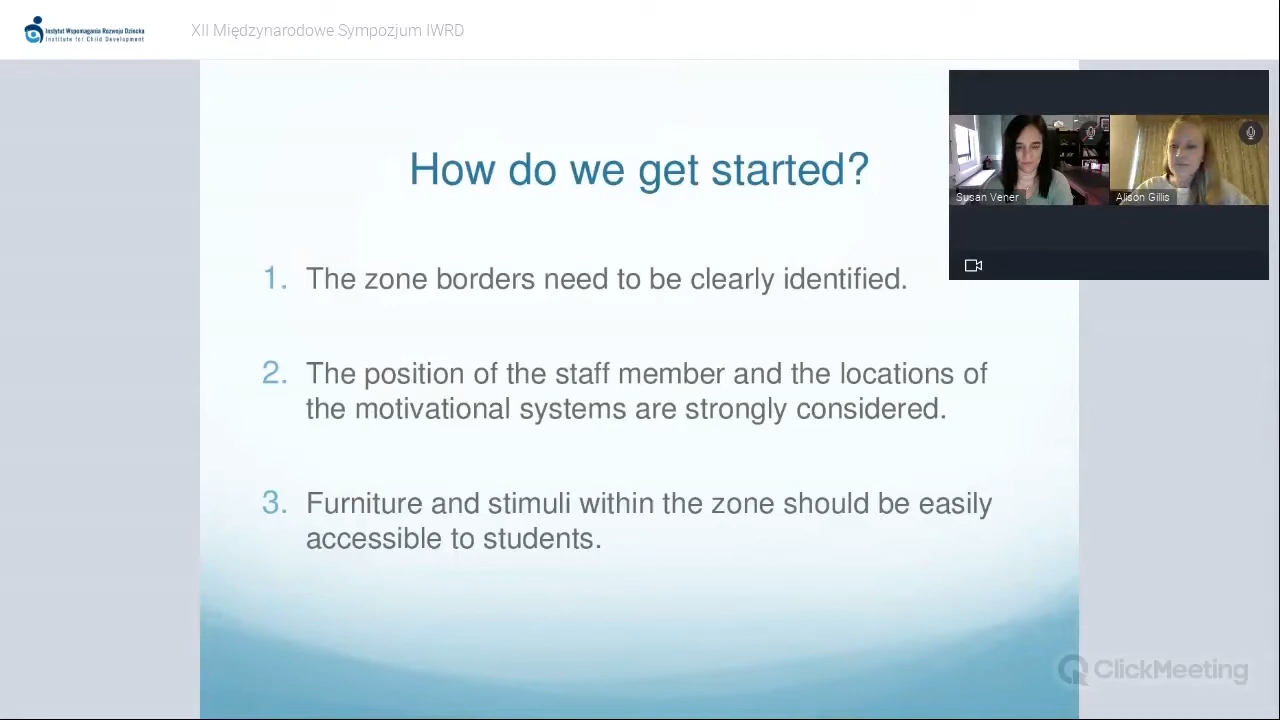 Instytut Wspomagania Rozwoju Dziecka
Institute for Child Development
XII Międzynarodowe Sympozjum IWRD
How do we get started?
Susan Vener
Alison Gillis
1. The zone borders need to be clearly identified.
2. The position of the staff member and the locations of
the motivational systems are strongly considered.
3. Furniture and stimuli within the zone should be easily
accessible to students.
ClickMeeting